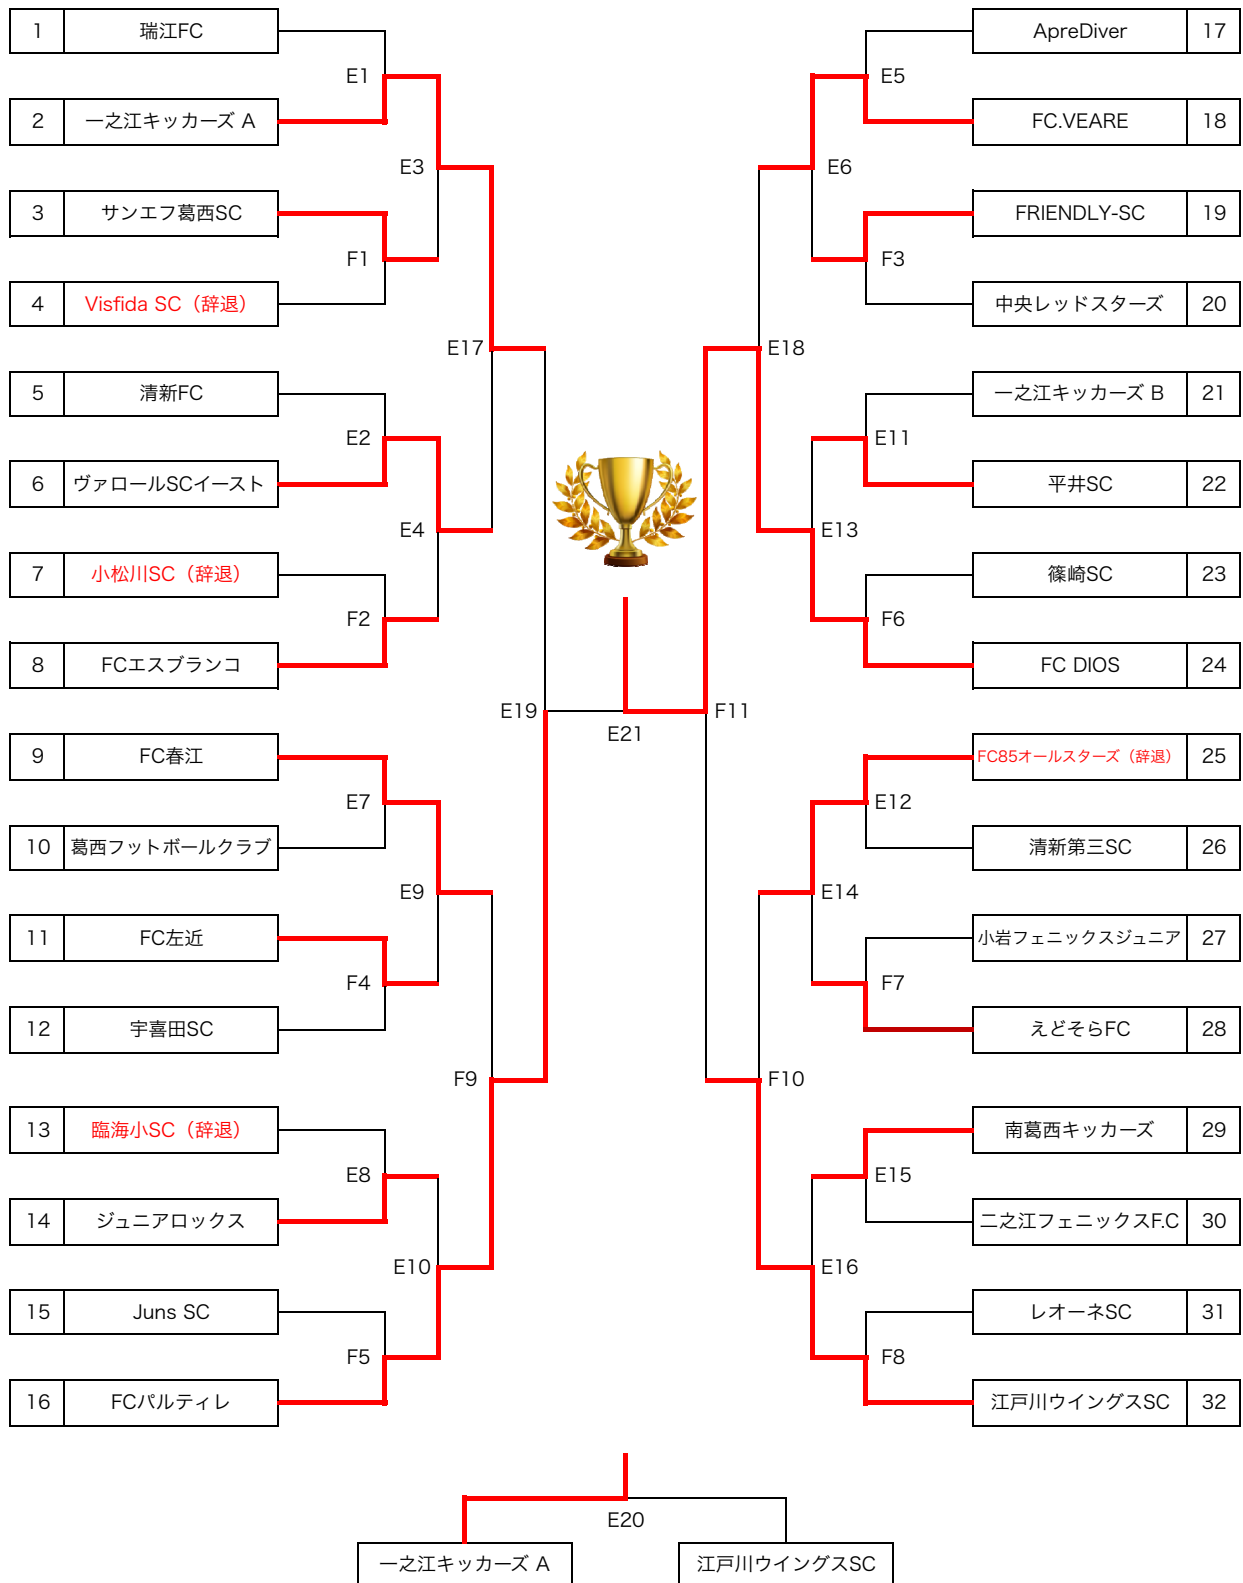 1 瑞江FC
E1
2 一之江キッカーズ A
E3
3 サンエフ葛西SC
F1
4 Visfida SC（辞退）
E17
5 清新FC
E2
6 ヴァロールSCイースト
E4
7 小松川SC（辞退）
F2
8 FCエスブランコ
E19
9 FC春江
E7
10 葛西フットボールクラブ
E9
11 FC左近
F4
12 宇喜田SC
F9
13 臨海小SC（辞退）
E8
14 ジュニアロックス
E10
15 Juns SC
F5
16 FCパルティレ
E21
ApreDiver 17
E5
FC.VEARE 18
E6
FRIENDLY-SC 19
F3
中央レッドスターズ 20
E18
一之江キッカーズ B 21
E11
平井SC 22
E13
篠崎SC 23
F6
FC DIOS 24
F11
FC85オールスターズ（辞退） 25
E12
清新第三SC 26
E14
小岩フェニックスジュニア 27
F7
えどそらFC 28
F10
南葛西キッカーズ 29
E15
二之江フェニックスF.C 30
E16
レオーネSC 31
F8
江戸川ウイングスSC 32
E20
一之江キッカーズ A
江戸川ウイングスSC